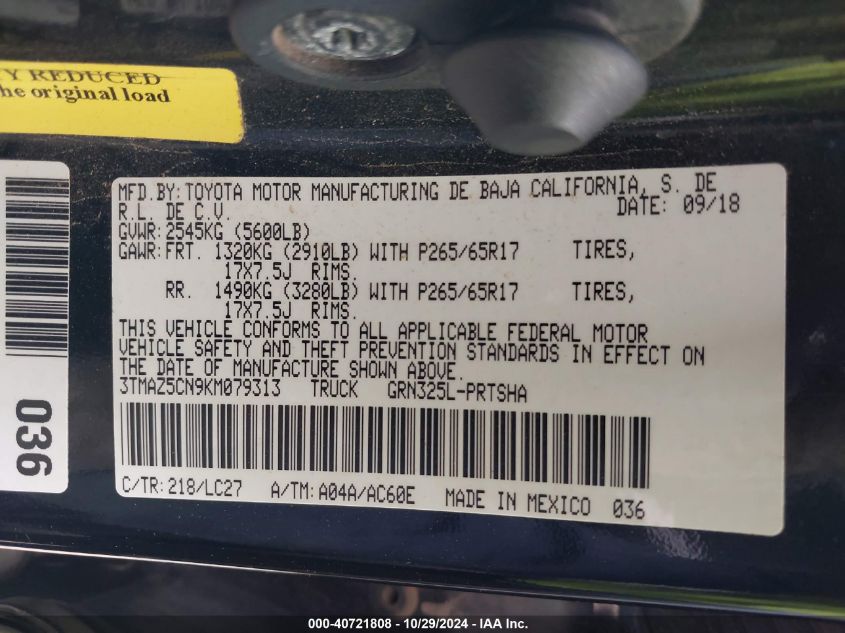 Y REDUCED
he original load
MFD.BY: TOYOTA MOTOR MANUFACTURING DE BAJA CALIFORNIA, S. DE
R.L. DE C.V. DATE: 09/18
GVWR: 2545KG (5600LB)
GAWR: FRT. 1320KG (2910LB) WITH P265/65R17 TIRES,
17X7.5J RIMS.
RR. 1490KG (3280LB) WITH P265/65R17 TIRES,
17X7.5J RIMS.
THIS VEHICLE CONFORMS TO ALL APPLICABLE FEDERAL MOTOR
VEHICLE SAFETY AND THEFT PREVENTION STANDARDS IN EFFECT ON
THE DATE OF MANUFACTURE SHOWN ABOVE.
3TMAZ5CN9KM079313 TRUCK GRN325L-PRTSHA
C/TR: 218/LC27 A/TM: A04A/AC60E MADE IN MEXICO 036
036
000-40721808 - 10/29/2024 - IAA Inc.